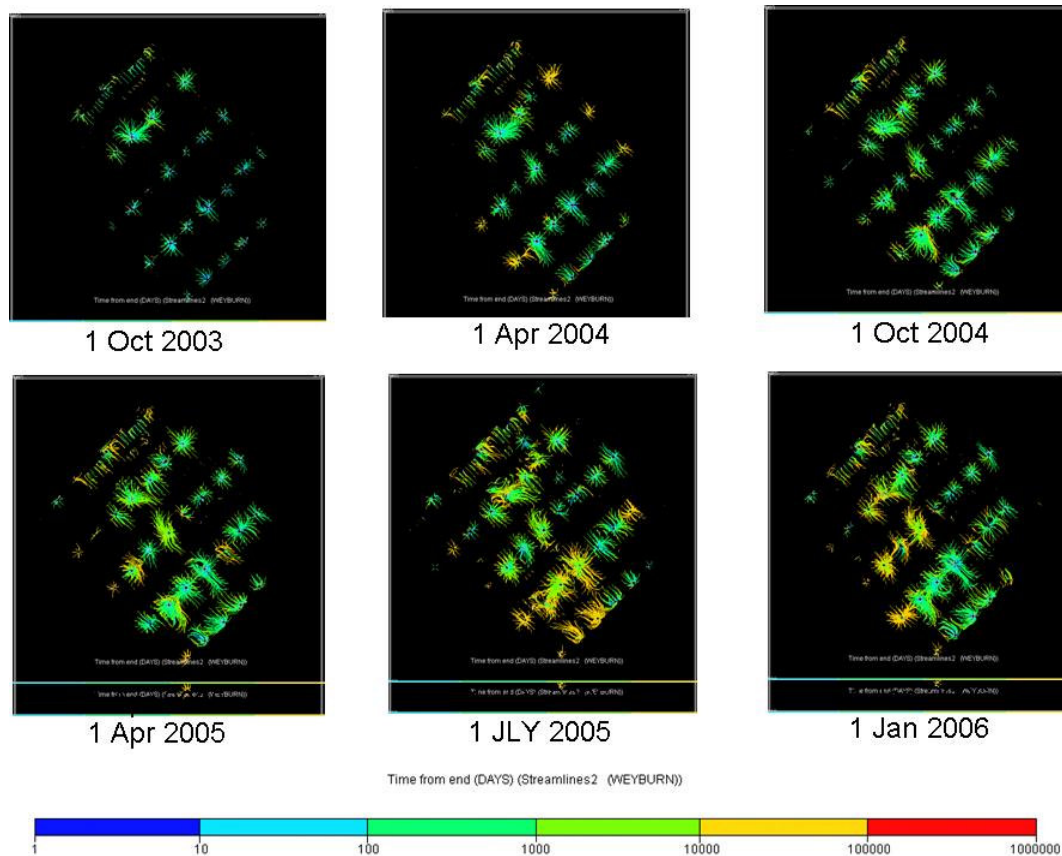 Time from end (DAYS) (Streamlines2 (WEYBURN))
Time from end (DAYS) (Streamlines2 (WEYBURN))
Time from end (DAYS) (Streamlines2 (WEYBURN))
1 Oct 2003
1 Apr 2004
1 Oct 2004
Time from end (DAYS) (Streamlines2 (WEYBURN))
Time from end (DAYS) (Streamlines2 (WEYBURN))
Time from end (DAYS) (Streamlines2 (WEYBURN))
1 Apr 2005
1 JLY 2005
1 Jan 2006
Time from end (DAYS) (Streamlines2 (WEYBURN))
1 10 100 1000 10000 100000 1000000